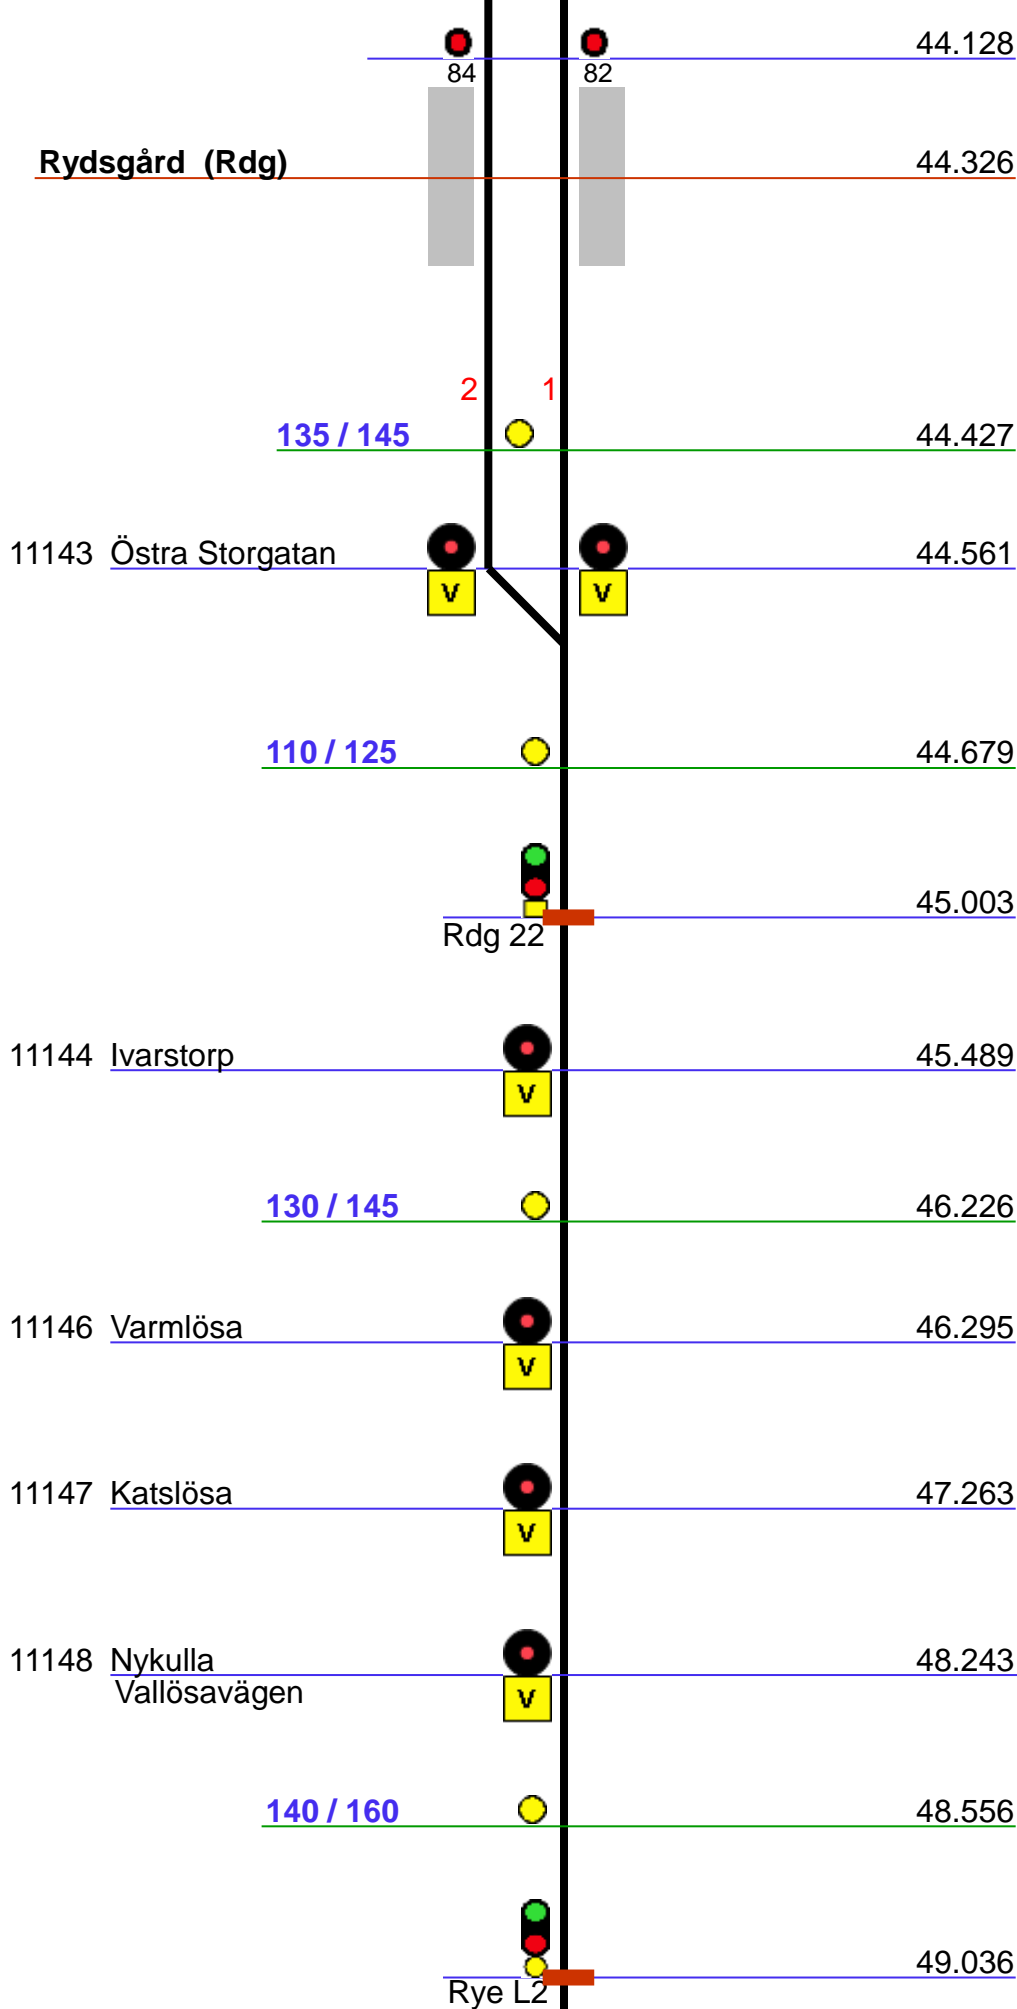 44.128
84 82
Rydsgård (Rdg) 44.326
2 1
135 / 145 44.427
11143 Östra Storgatan 44.561
V V
110 / 125 44.679
45.003
Rdg 22
11144 Ivarstorp 45.489
V
130 / 145 46.226
11146 Varmlösa 46.295
V
11147 Katslösa 47.263
V
11148 Nykulla 48.243
Vallösavägen
V
140 / 160 48.556
49.036
Rye L2